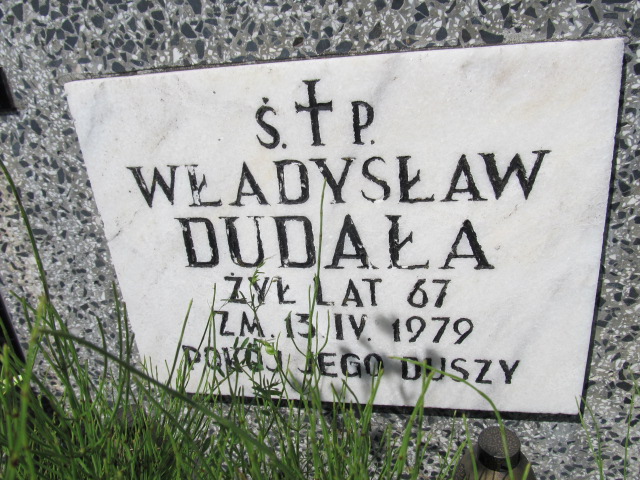 Ś. P.
WŁADYSŁAW
DUDAŁA
ŻYŁ LAT 67
ZM. 13 IV. 1979
POKÓJ JEGO DUSZY